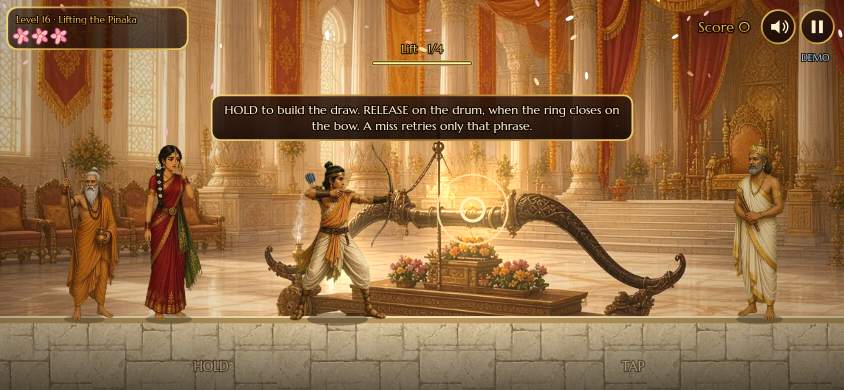 Level 16 · Lifting the Pinaka
Score 0
Lift · 1/4
DEMO
HOLD to build the draw. RELEASE on the drum, when the ring closes on
the bow. A miss retries only that phrase.
HOLD
TAP